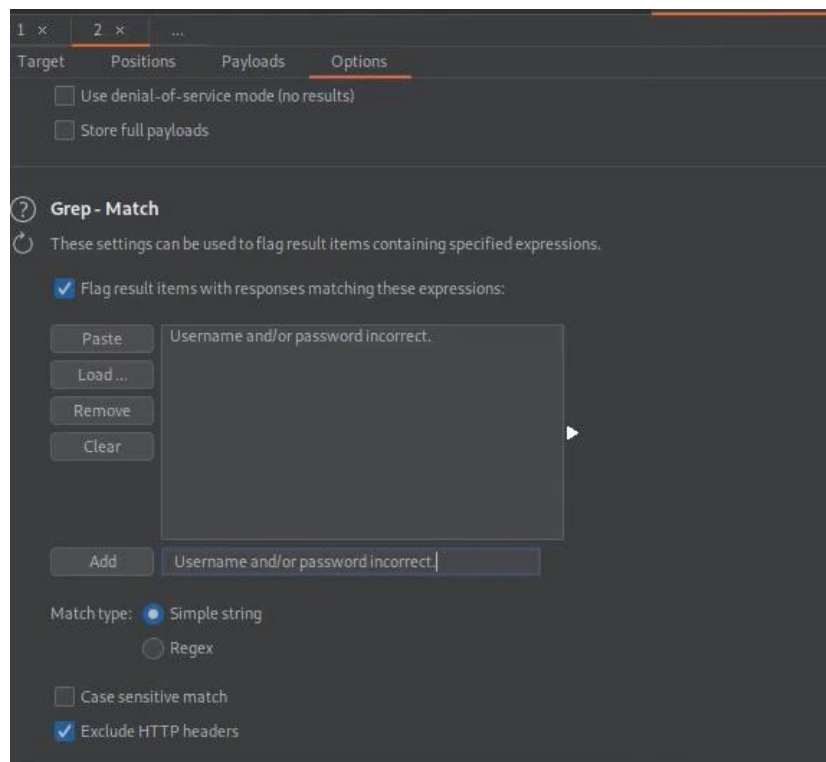 1 × 2 × ...
Target Positions Payloads Options
Use denial-of-service mode (no results)
Store full payloads
? Grep - Match
These settings can be used to flag result items containing specified expressions.
Flag result items with responses matching these expressions:
Paste Username and/or password incorrect.
Load ...
Remove
Clear
Add Username and/or password incorrect.
Match type: Simple string
Regex
Case sensitive match
Exclude HTTP headers